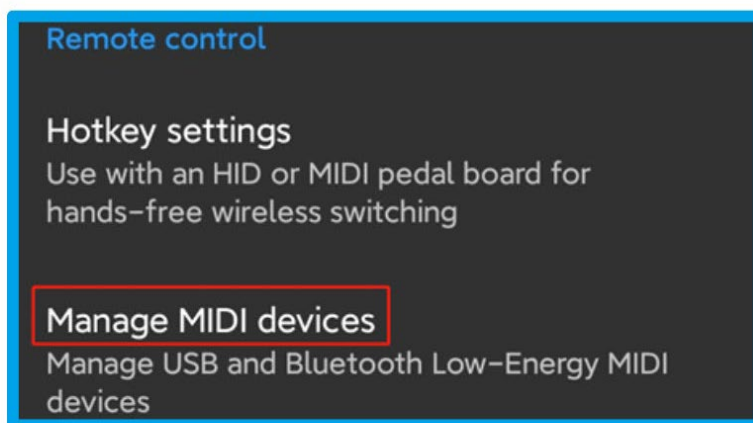 Remote control
Hotkey settings
Use with an HID or MIDI pedal board for
hands-free wireless switching
Manage MIDI devices
Manage USB and Bluetooth Low-Energy MIDI
devices